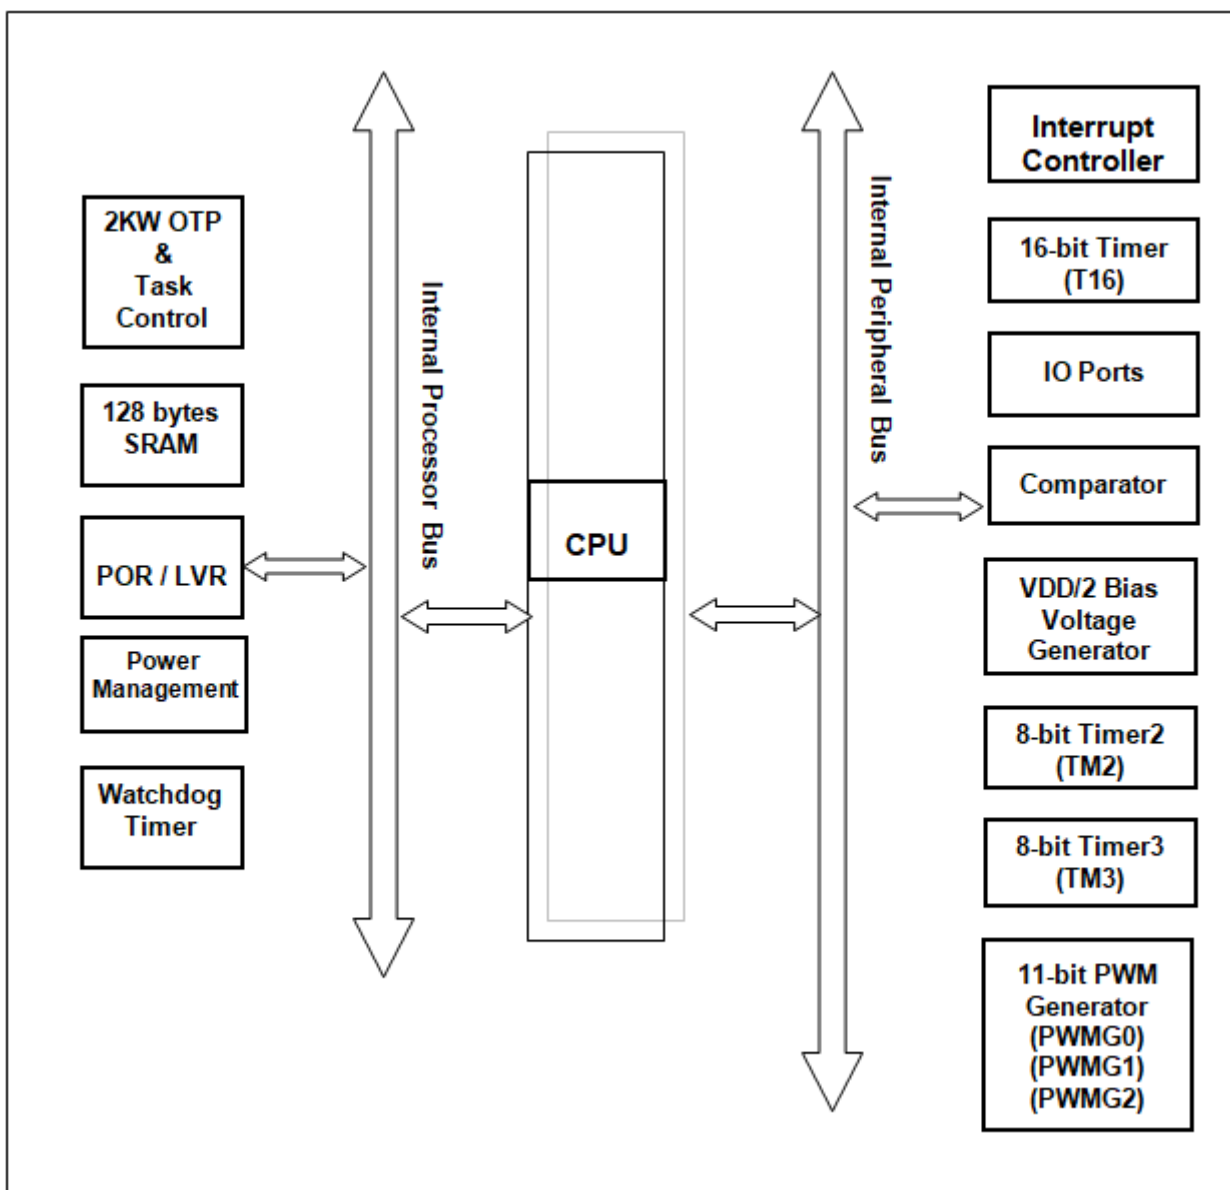 2KW OTP
&
Task
Control
128 bytes
SRAM
POR / LVR
Power
Management
Watchdog
Timer
Internal Processor Bus
CPU
Internal Peripheral Bus
Interrupt
Controller
16-bit Timer
(T16)
IO Ports
Comparator
VDD/2 Bias
Voltage
Generator
8-bit Timer2
(TM2)
8-bit Timer3
(TM3)
11-bit PWM
Generator
(PWMG0)
(PWMG1)
(PWMG2)